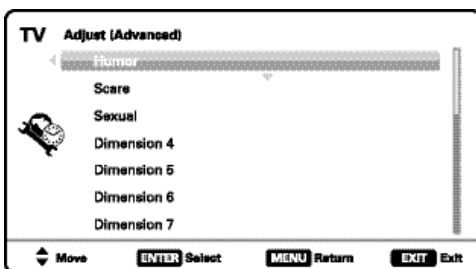 TV Adjust (Advanced)
Humor
Scare
Sexual
Dimension 4
Dimension 5
Dimension 6
Dimension 7
Move ENTER Select MENU Return EXIT Exit